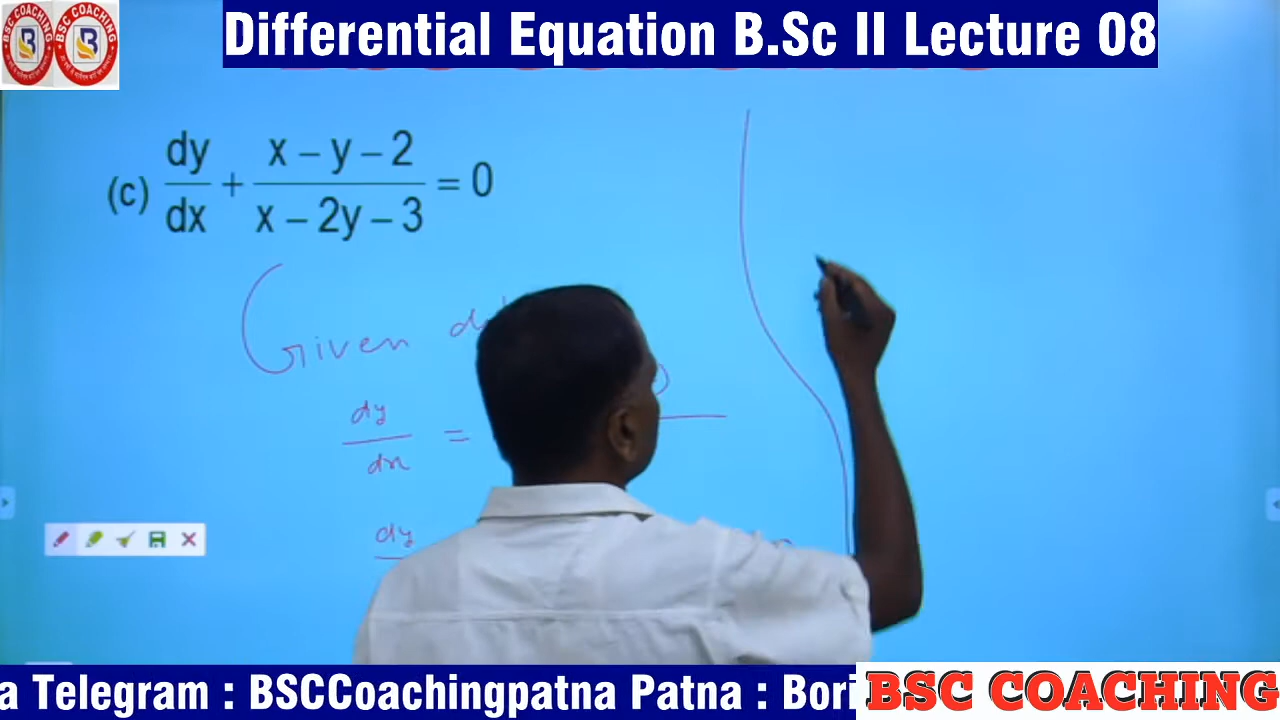 Differential Equation B.Sc II Lecture 08
BSC COACHING
BSC COACHING
(c) dy/dx + (x – y – 2)/(x – 2y – 3) = 0
Given
dy/dx =
dy
a Telegram : BSCCoachingpatna Patna : Bori
BSC COACHING